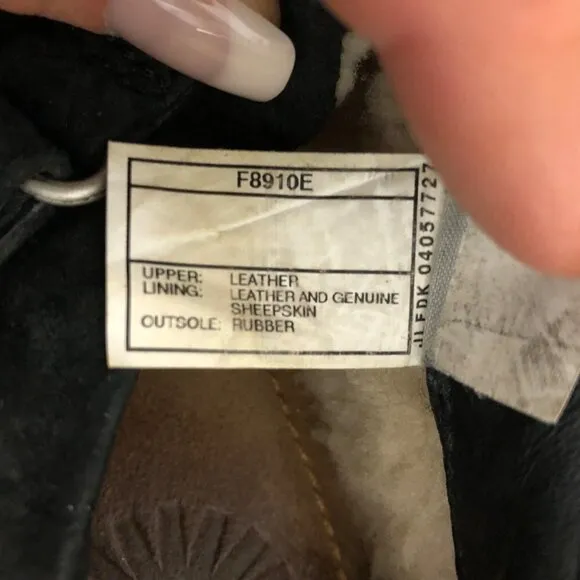 F8910E
UPPER: LEATHER
LINING: LEATHER AND GENUINE
SHEEPSKIN
OUTSOLE: RUBBER
04057727